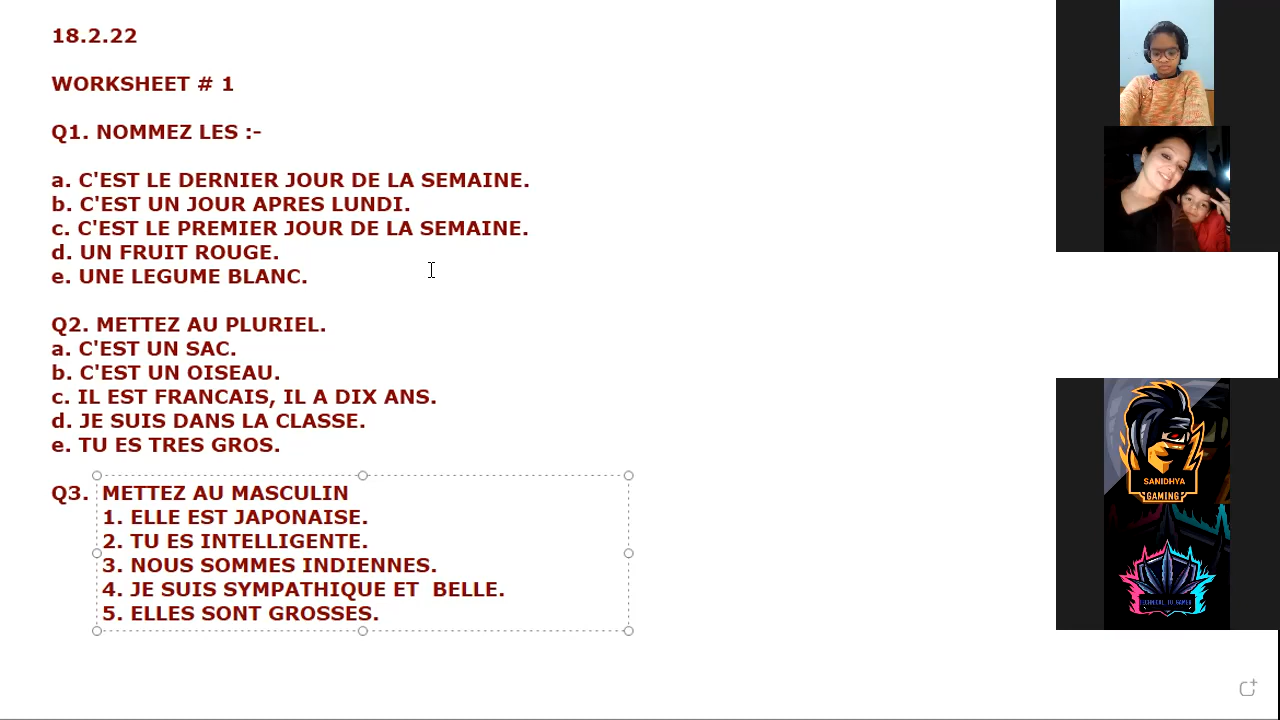 18.2.22
WORKSHEET # 1
Q1. NOMMEZ LES :-
a. C'EST LE DERNIER JOUR DE LA SEMAINE.
b. C'EST UN JOUR APRES LUNDI.
c. C'EST LE PREMIER JOUR DE LA SEMAINE.
d. UN FRUIT ROUGE.
e. UNE LEGUME BLANC.
Q2. METTEZ AU PLURIEL.
a. C'EST UN SAC.
b. C'EST UN OISEAU.
c. IL EST FRANCAIS, IL A DIX ANS.
d. JE SUIS DANS LA CLASSE.
e. TU ES TRES GROS.
Q3. METTEZ AU MASCULIN
1. ELLE EST JAPONAISE.
2. TU ES INTELLIGENTE.
3. NOUS SOMMES INDIENNES.
4. JE SUIS SYMPATHIQUE ET  BELLE.
5. ELLES SONT GROSSES.
SANIDHYA
GAMING